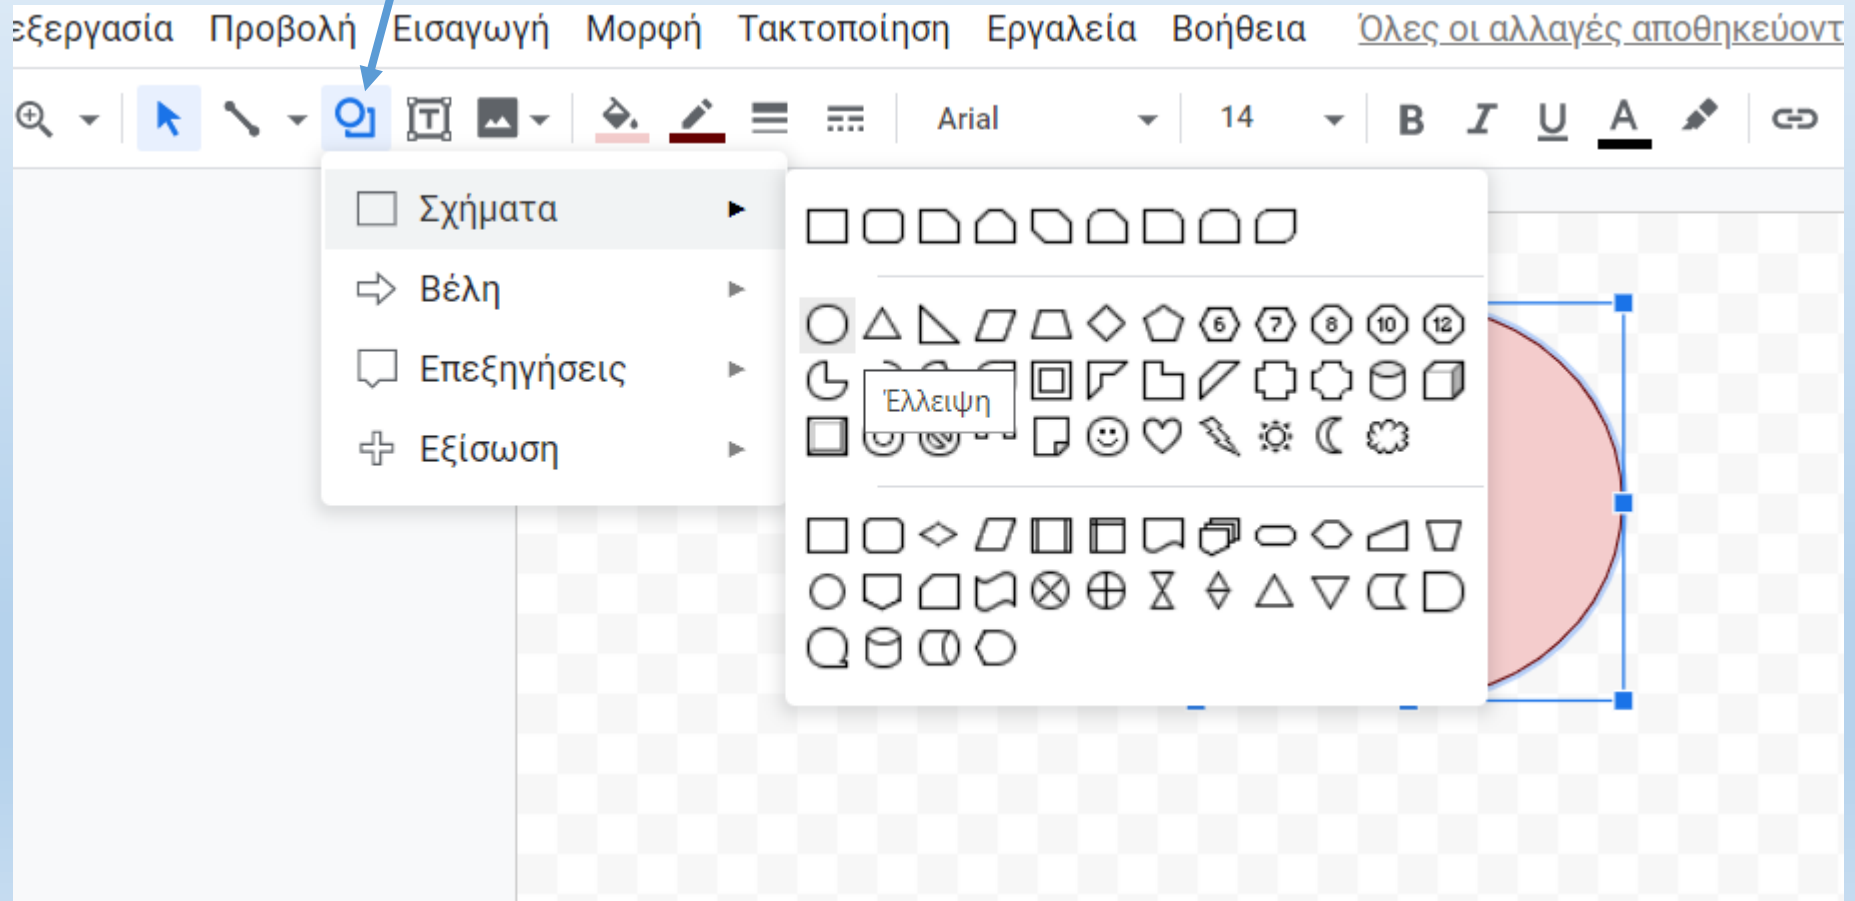 εξεργασία Προβολή Εισαγωγή Μορφή Τακτοποίηση Εργαλεία Βοήθεια Όλες οι αλλαγές αποθηκεύοντ
T Arial 14 B I U A
Σχήματα
Βέλη
Επεξηγήσεις
Εξίσωση
6 7 8 10 12
Έλλειψη